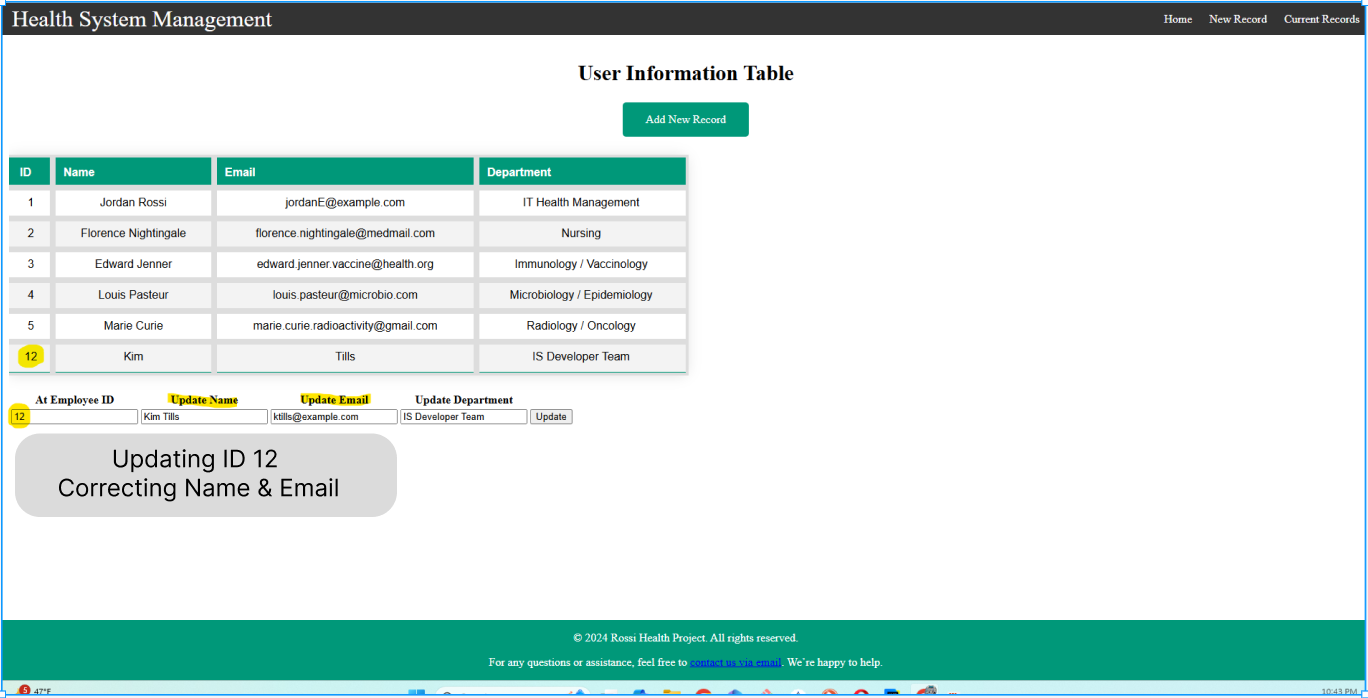 Health System Management
Home New Record Current Records
User Information Table
Add New Record
ID Name Email Department
1 Jordan Rossi jordanE@example.com IT Health Management
2 Florence Nightingale florence.nightingale@medmail.com Nursing
3 Edward Jenner edward.jenner.vaccine@health.org Immunology / Vaccinology
4 Louis Pasteur louis.pasteur@microbio.com Microbiology / Epidemiology
5 Marie Curie marie.curie.radioactivity@gmail.com Radiology / Oncology
12 Kim Tills IS Developer Team
At Employee ID Update Name Update Email Update Department
12 Kim Tills ktills@example.com IS Developer Team Update
Updating ID 12
Correcting Name & Email
© 2024 Rossi Health Project. All rights reserved.
For any questions or assistance, feel free to contact us via email. We're happy to help.
5 47°F 10:43 PM